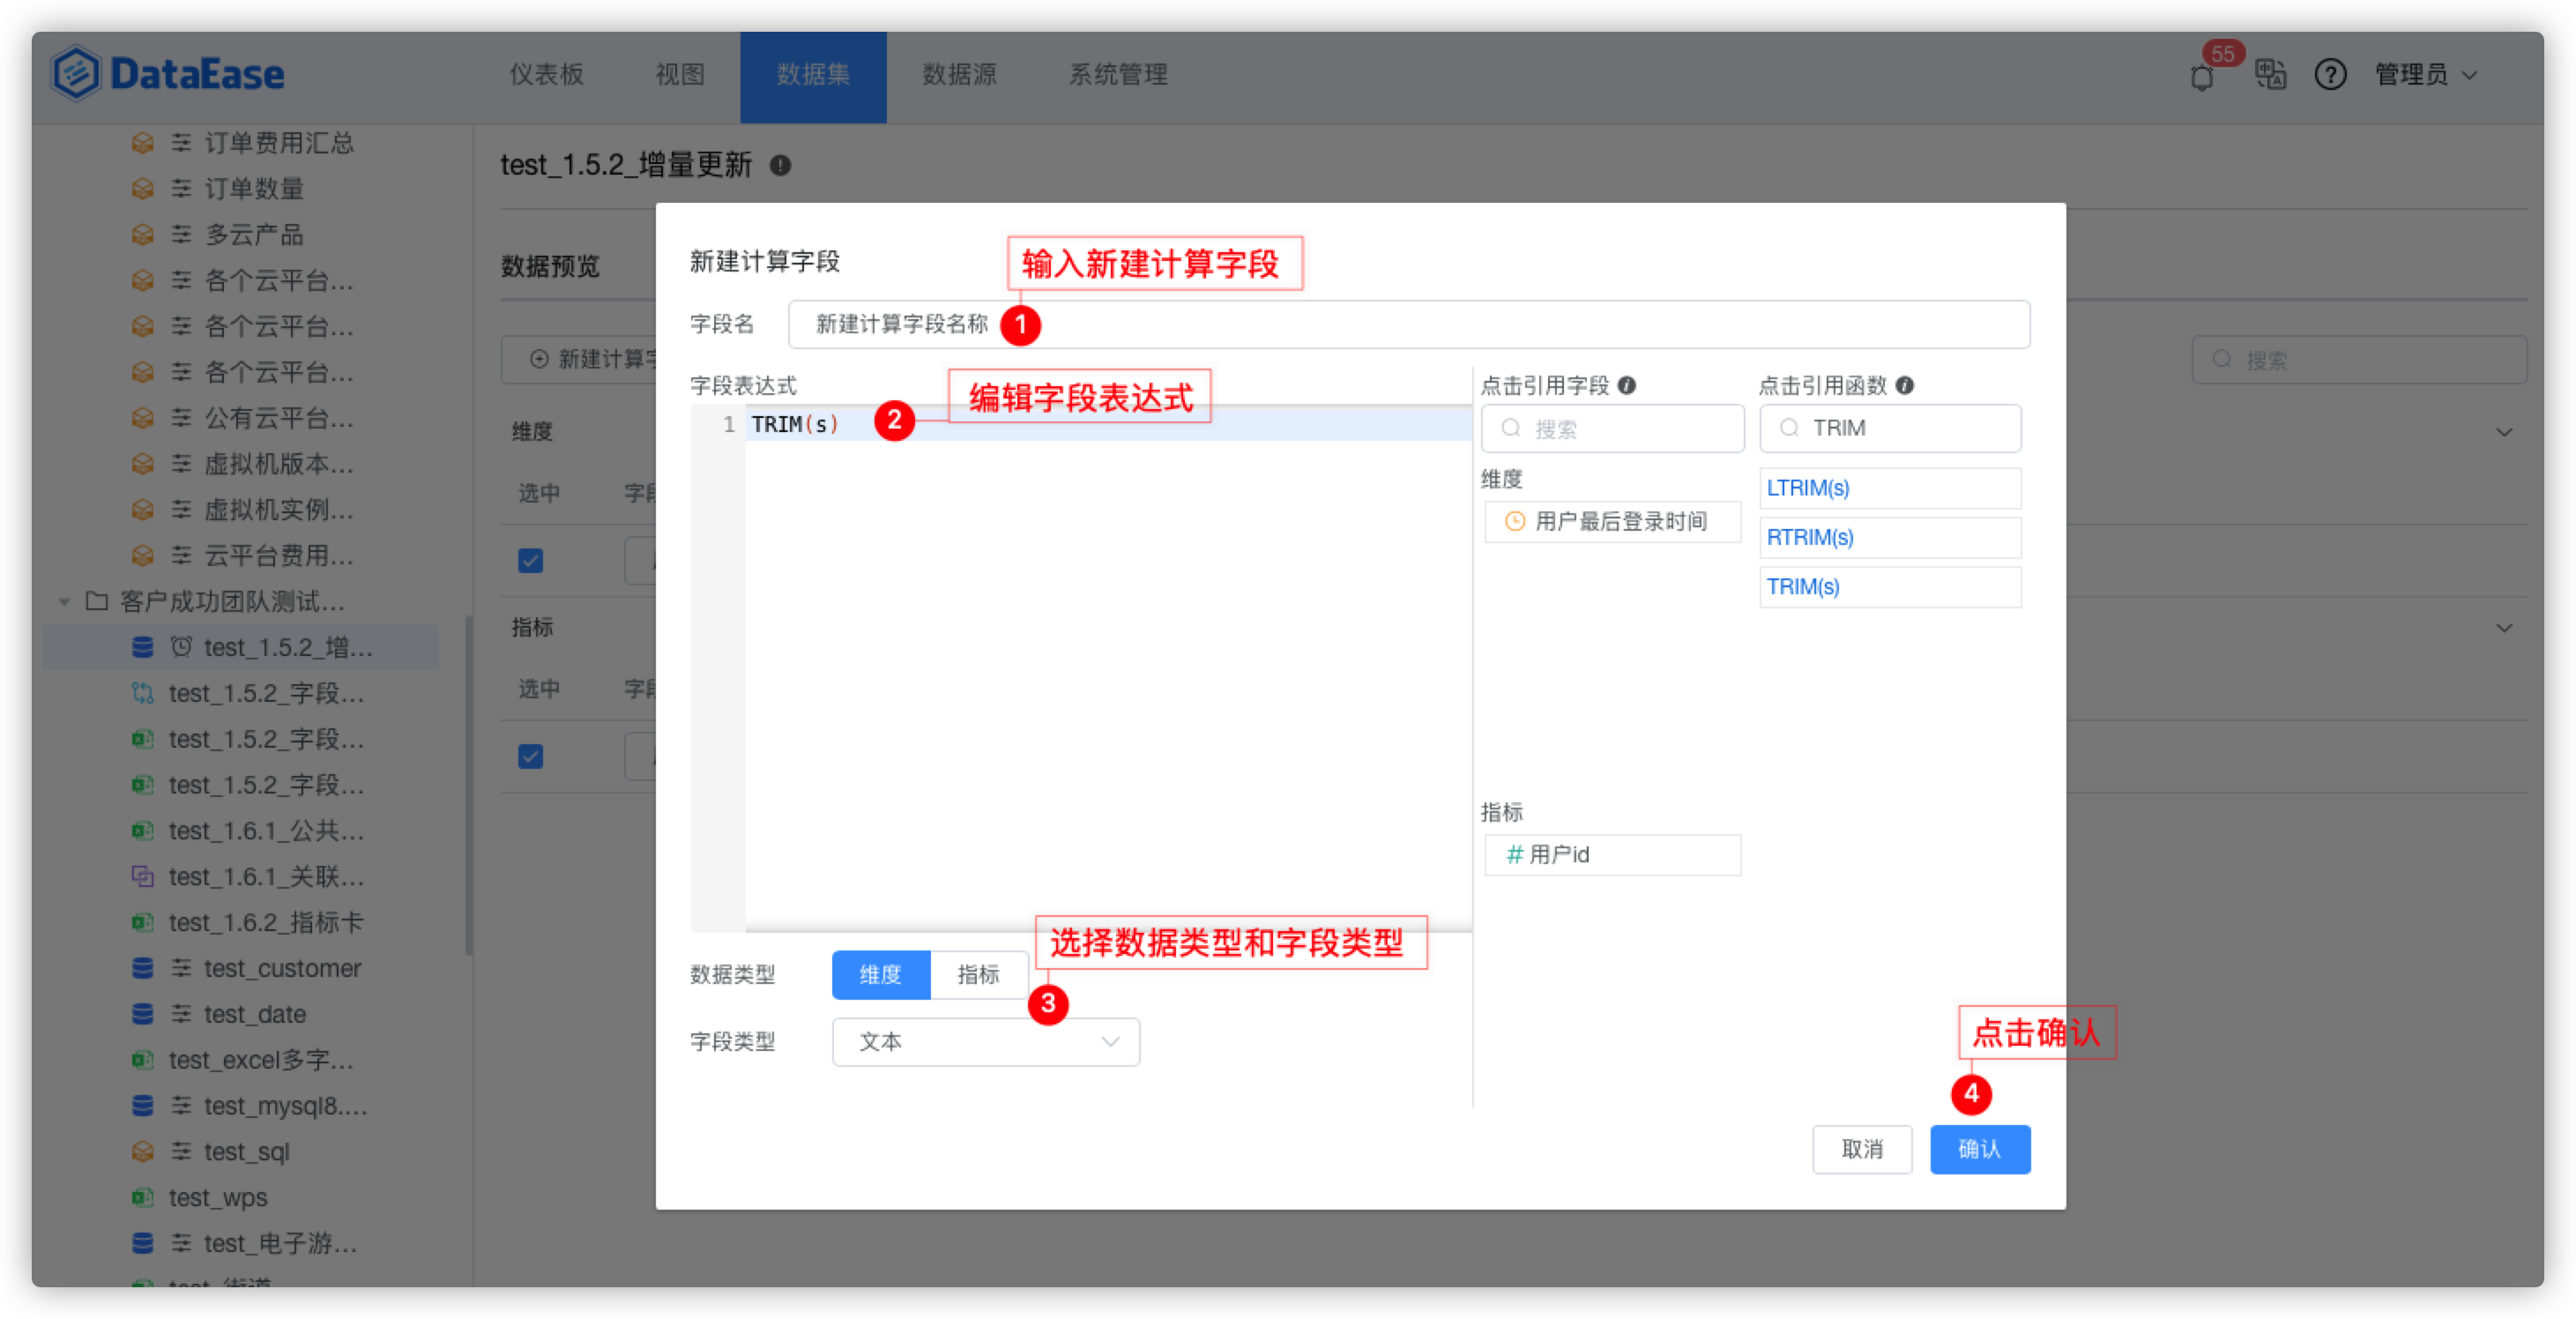 DataEase
仪表板
视图
数据集
数据源
系统管理
55
管理员
订单费用汇总
订单数量
多云产品
各个云平台...
各个云平台...
各个云平台...
公有云平台...
虚拟机版本...
虚拟机实例...
云平台费用...
客户成功团队测试...
test_1.5.2_增...
test_1.5.2_字段...
test_1.5.2_字段...
test_1.5.2_字段...
test_1.6.1_公共...
test_1.6.1_关联...
test_1.6.2_指标卡
test_customer
test_date
test_excel多字...
test_mysql8....
test_sql
test_wps
test_电子游...
test_1.5.2_增量更新
数据预览
新建计算字
搜索
维度
选中
字段
指标
选中
字段
新建计算字段
输入新建计算字段
字段名
新建计算字段名称
1
字段表达式
编辑字段表达式
1 TRIM(s)
2
点击引用字段
搜索
维度
用户最后登录时间
指标
# 用户id
点击引用函数
TRIM
LTRIM(s)
RTRIM(s)
TRIM(s)
选择数据类型和字段类型
数据类型
维度
指标
3
字段类型
文本
点击确认
4
取消
确认